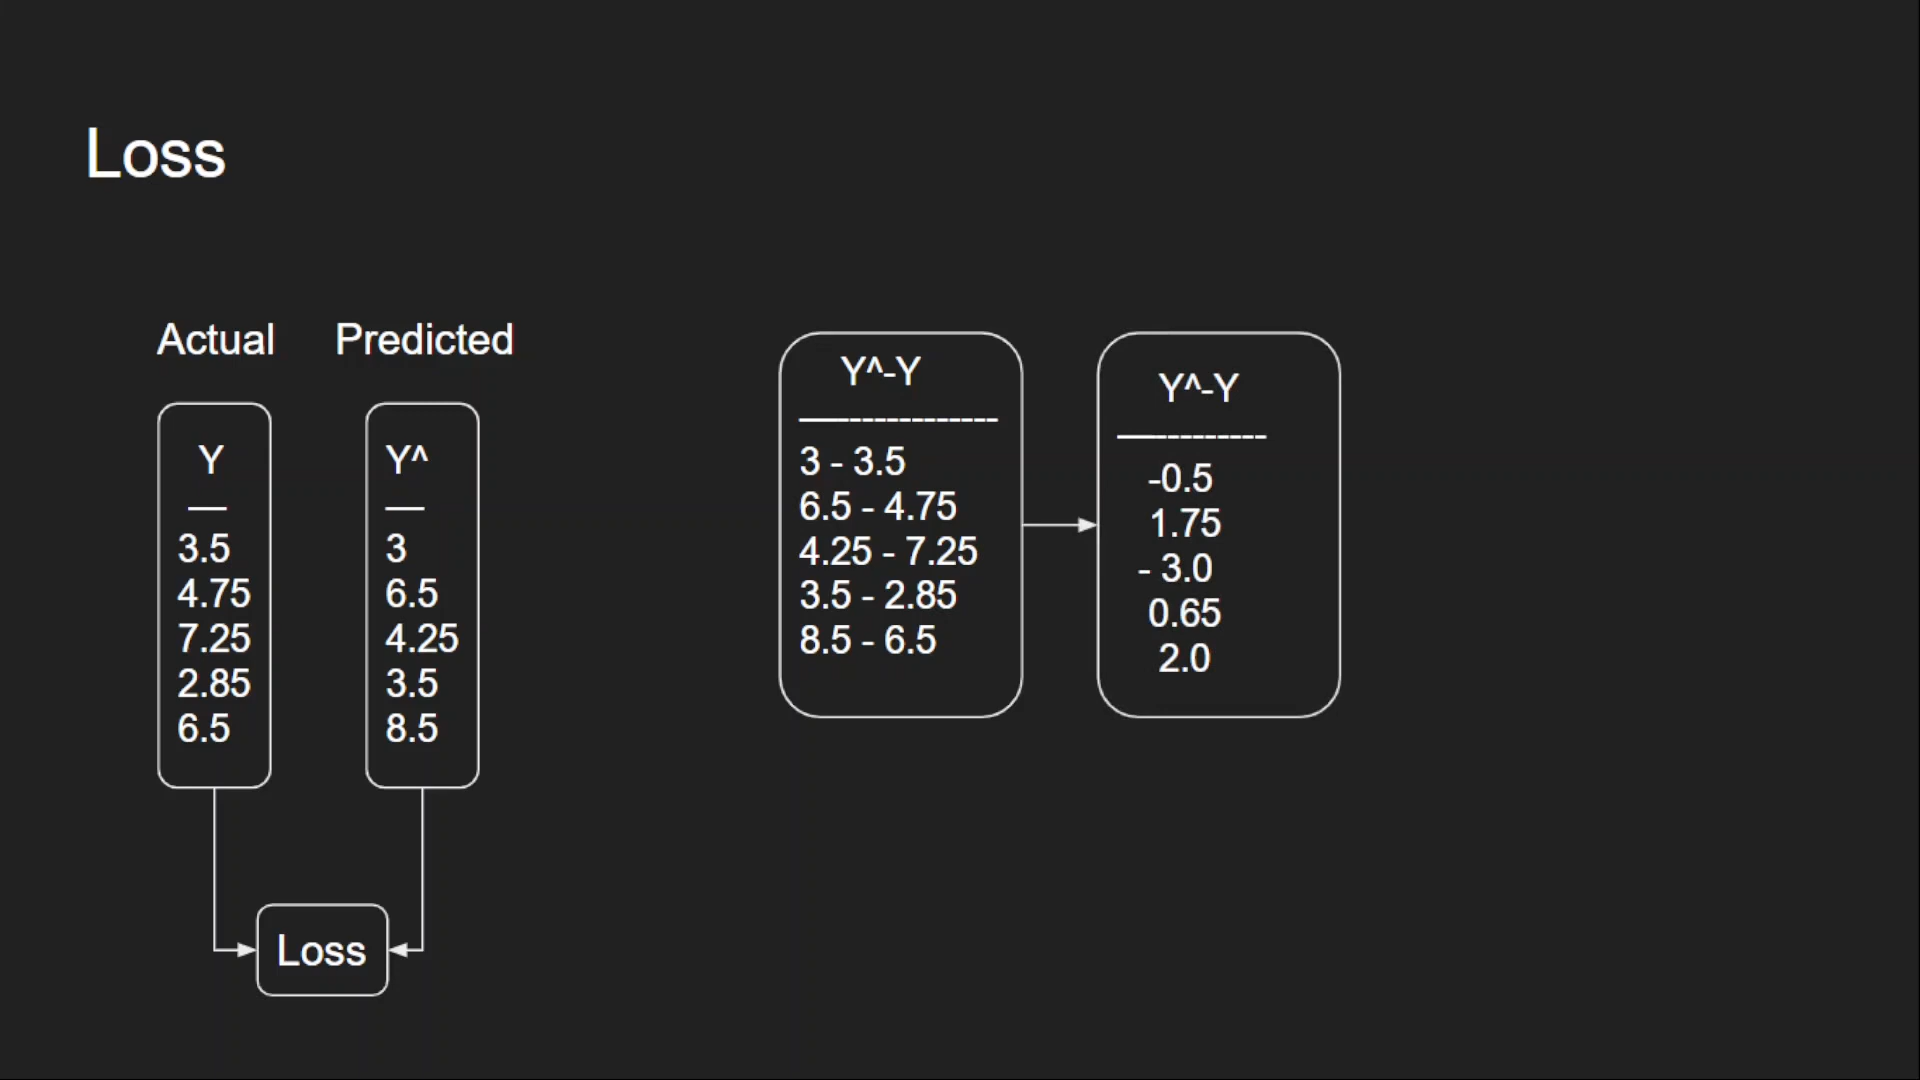 Loss
Actual
Predicted
Y
—
3.5
4.75
7.25
2.85
6.5
Y^
—
3
6.5
4.25
3.5
8.5
Loss
Y^-Y
—-------------
3 - 3.5
6.5 - 4.75
4.25 - 7.25
3.5 - 2.85
8.5 - 6.5
Y^-Y
—---------
-0.5
1.75
- 3.0
0.65
2.0